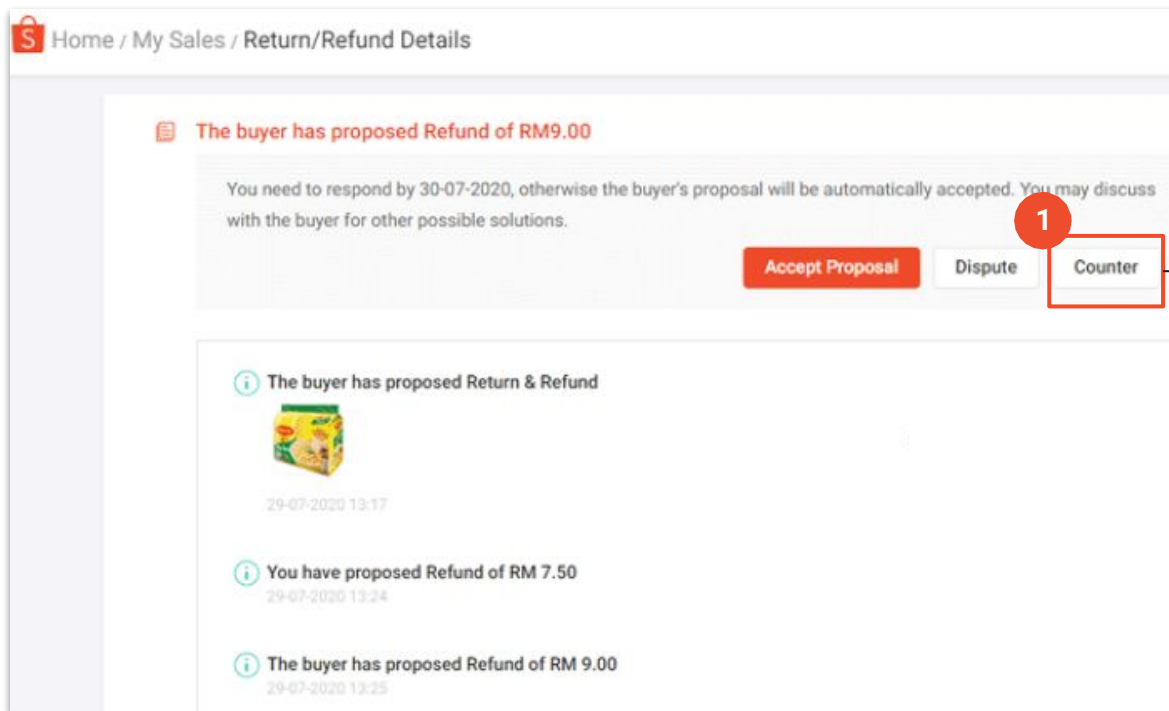 S Home / My Sales / Return/Refund Details
The buyer has proposed Refund of RM9.00
You need to respond by 30-07-2020, otherwise the buyer's proposal will be automatically accepted. You may discuss
with the buyer for other possible solutions.
1
Accept Proposal Dispute Counter
The buyer has proposed Return & Refund
29-07-2020 13:17
You have proposed Refund of RM 7.50
29-07-2020 13:24
The buyer has proposed Refund of RM 9.00
29-07-2020 13:25